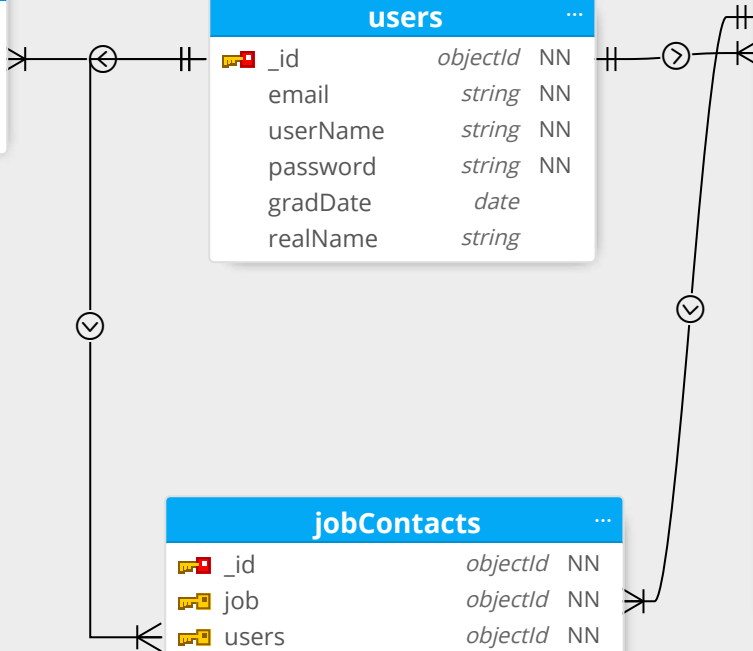 users ...
_id objectId NN
email string NN
userName string NN
password string NN
gradDate date
realName string
jobContacts ...
_id objectId NN
job objectId NN
users objectId NN